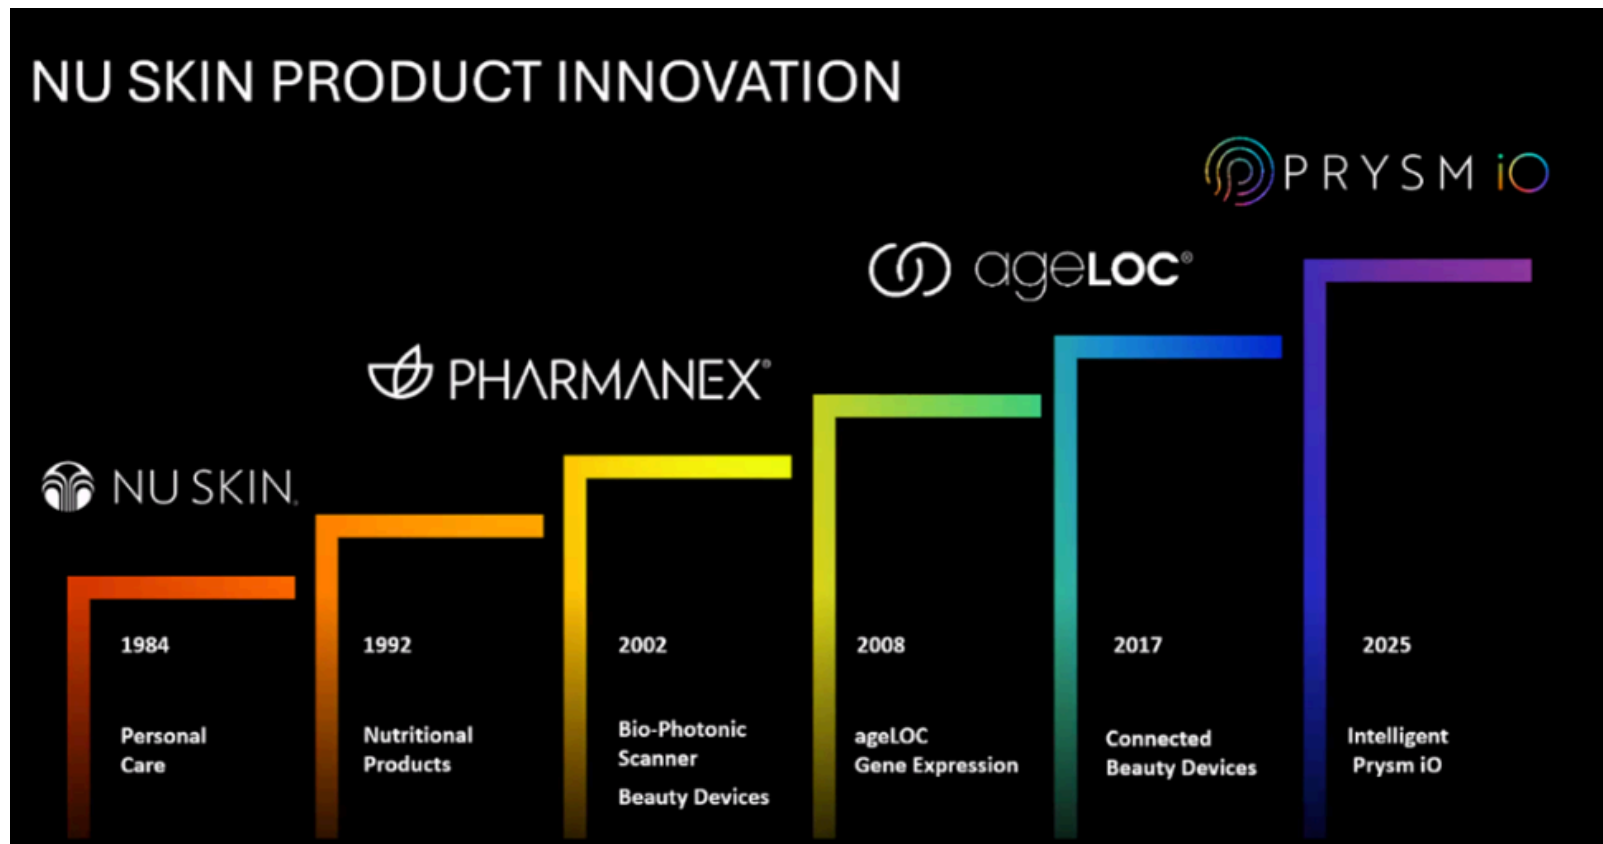 NU SKIN PRODUCT INNOVATION
PRYSM iO
ageLOC®
PHARMANEX®
NU SKIN.
1984
Personal
Care
1992
Nutritional
Products
2002
Bio-Photonic
Scanner
Beauty Devices
2008
ageLOC
Gene Expression
2017
Connected
Beauty Devices
2025
Intelligent
Prysm iO